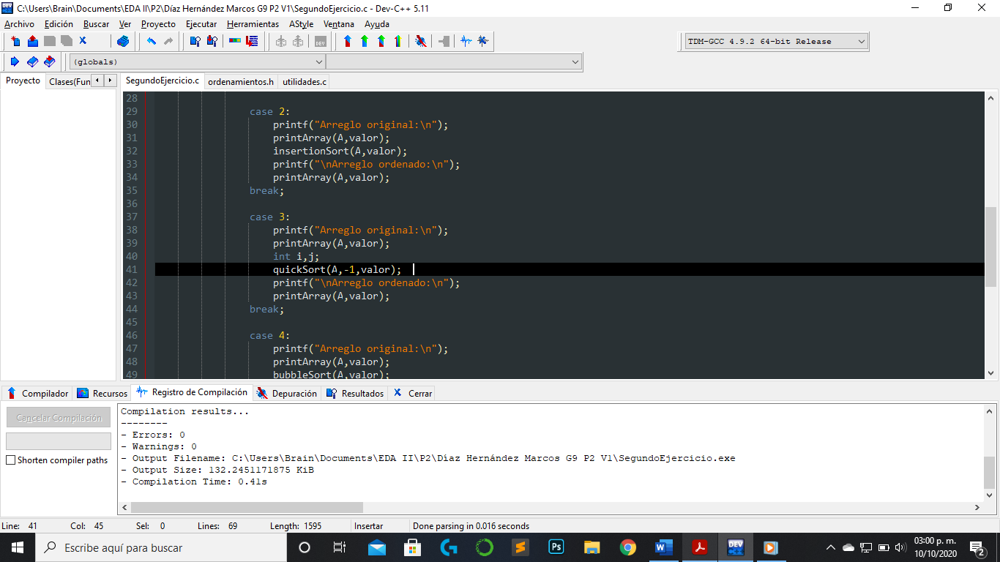 C:\Users\Brain\Documents\EDA II\P2\Díaz Hernández Marcos G9 P2 V1\SegundoEjercicio.c - Dev-C++ 5.11
Archivo Edición Buscar Ver Proyecto Ejecutar Herramientas AStyle Ventana Ayuda
TDM-GCC 4.9.2 64-bit Release
(globals)
Proyecto Clases(Fun SegundoEjercicio.c ordenamientos.h utilidades.c
28
29 case 2:
30 printf("Arreglo original:\n");
31 printArray(A,valor);
32 insertionSort(A,valor);
33 printf("\nArreglo ordenado:\n");
34 printArray(A,valor);
35 break;
36
37 case 3:
38 printf("Arreglo original:\n");
39 printArray(A,valor);
40 int i,j;
41 quickSort(A,-1,valor);
42 printf("\nArreglo ordenado:\n");
43 printArray(A,valor);
44 break;
45
46 case 4:
47 printf("Arreglo original:\n");
48 printArray(A,valor);
49 bubbleSort(A,valor);
Compilador Recursos Registro de Compilación Depuración Resultados Cerrar
Cancelar Compilación
Shorten compiler paths
Compilation results...
--------
- Errors: 0
- Warnings: 0
- Output Filename: C:\Users\Brain\Documents\EDA II\P2\Díaz Hernández Marcos G9 P2 V1\SegundoEjercicio.exe
- Output Size: 132.2451171875 KiB
- Compilation Time: 0.41s
Line: 41 Col: 45 Sel: 0 Lines: 69 Length: 1595 Insertar Done parsing in 0.016 seconds
Escribe aquí para buscar
Ps
DEV
03:00 p. m.
10/10/2020
2